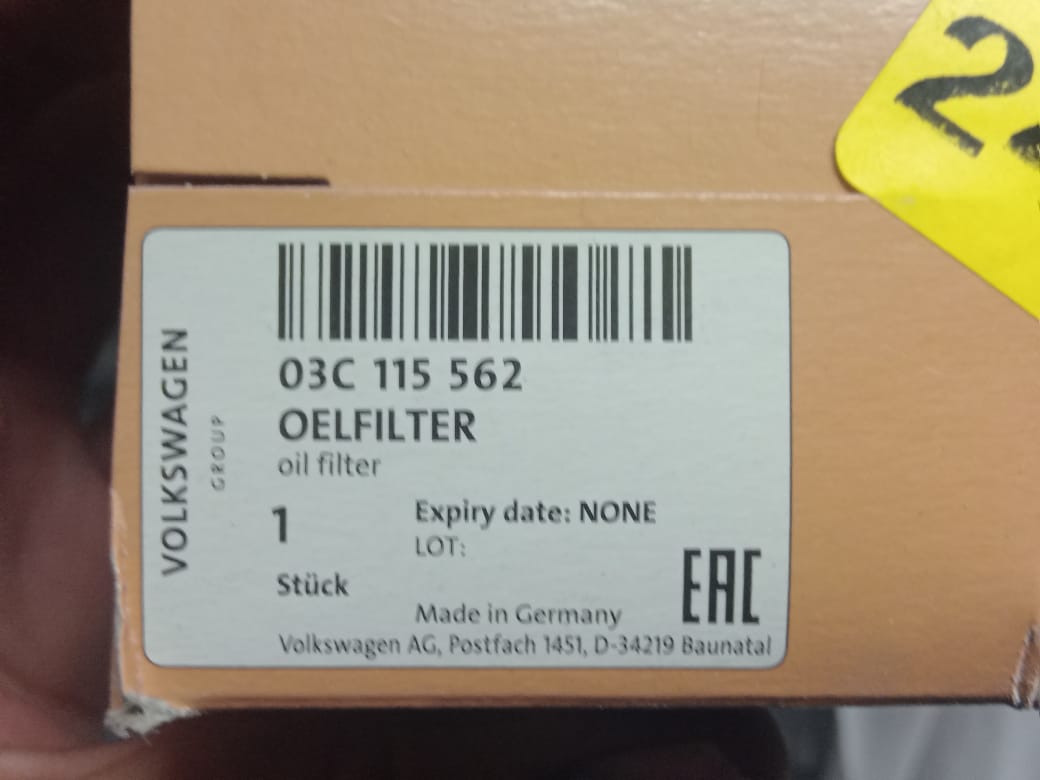 2
VOLKSWAGEN
GROUP
03C 115 562
OELFILTER
oil filter
1
Stück
Expiry date: NONE
LOT:
EAC
Made in Germany
Volkswagen AG, Postfach 1451, D-34219 Baunatal